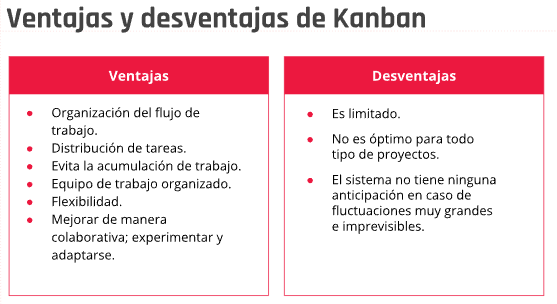 Ventajas y desventajas de Kanban
Ventajas
● Organización del flujo de
trabajo.
● Distribución de tareas.
● Evita la acumulación de trabajo.
● Equipo de trabajo organizado.
● Flexibilidad.
● Mejorar de manera
colaborativa; experimentar y
adaptarse.
Desventajas
● Es limitado.
● No es óptimo para todo
tipo de proyectos.
● El sistema no tiene ninguna
anticipación en caso de
fluctuaciones muy grandes
e imprevisibles.